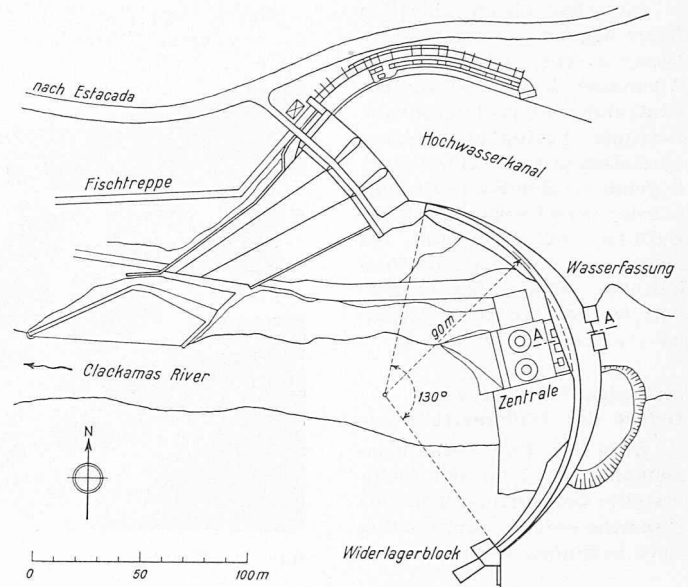 nach Estacada
Fischtreppe
Hochwasserkanal
Wasserfassung
90 m
A
A
Clackamas River
130°
Zentrale
N
Widerlagerblock
0 50 100 m